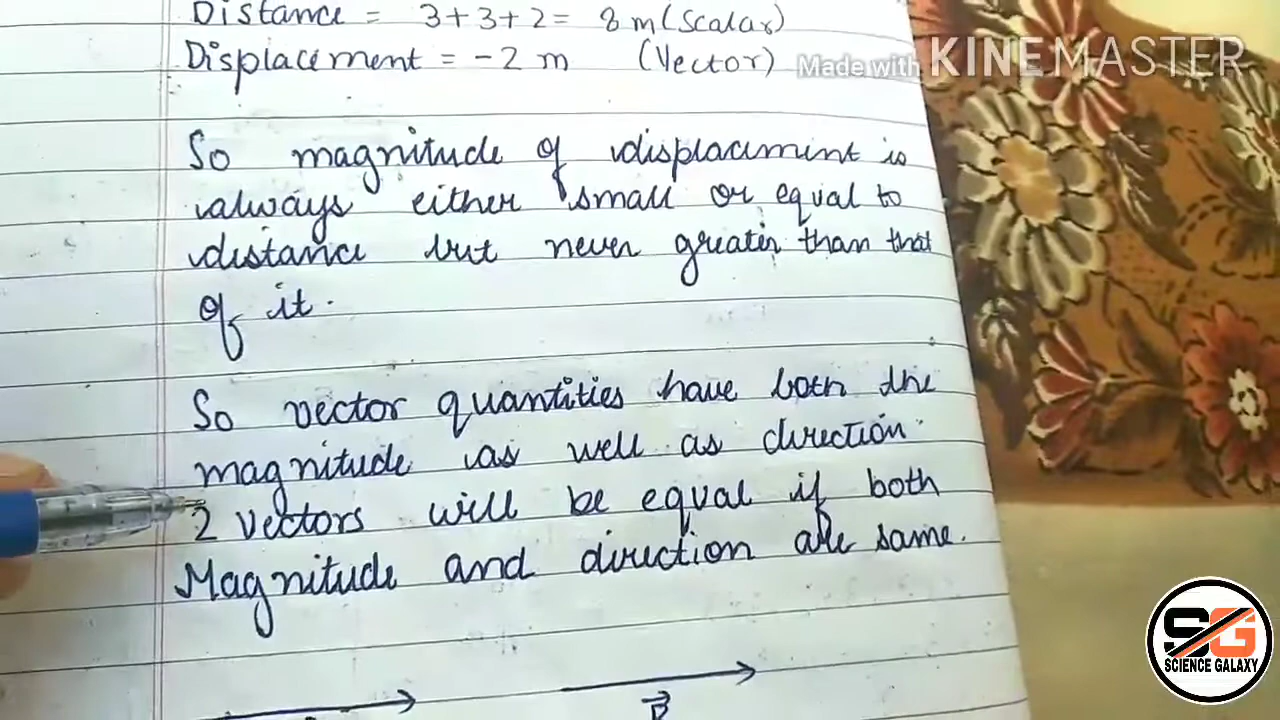 Distance = 3+3+2= 8 m (Scalar)
Displacement = -2 m (Vector)
Made with KINEMASTER
So magnitude of displacement is
always either small or equal to
distance but never greater than that
of it.
So vector quantities have both the
magnitude as well as direction.
2 vectors will be equal if both
Magnitude and direction are same.
SG
SCIENCE GALAXY